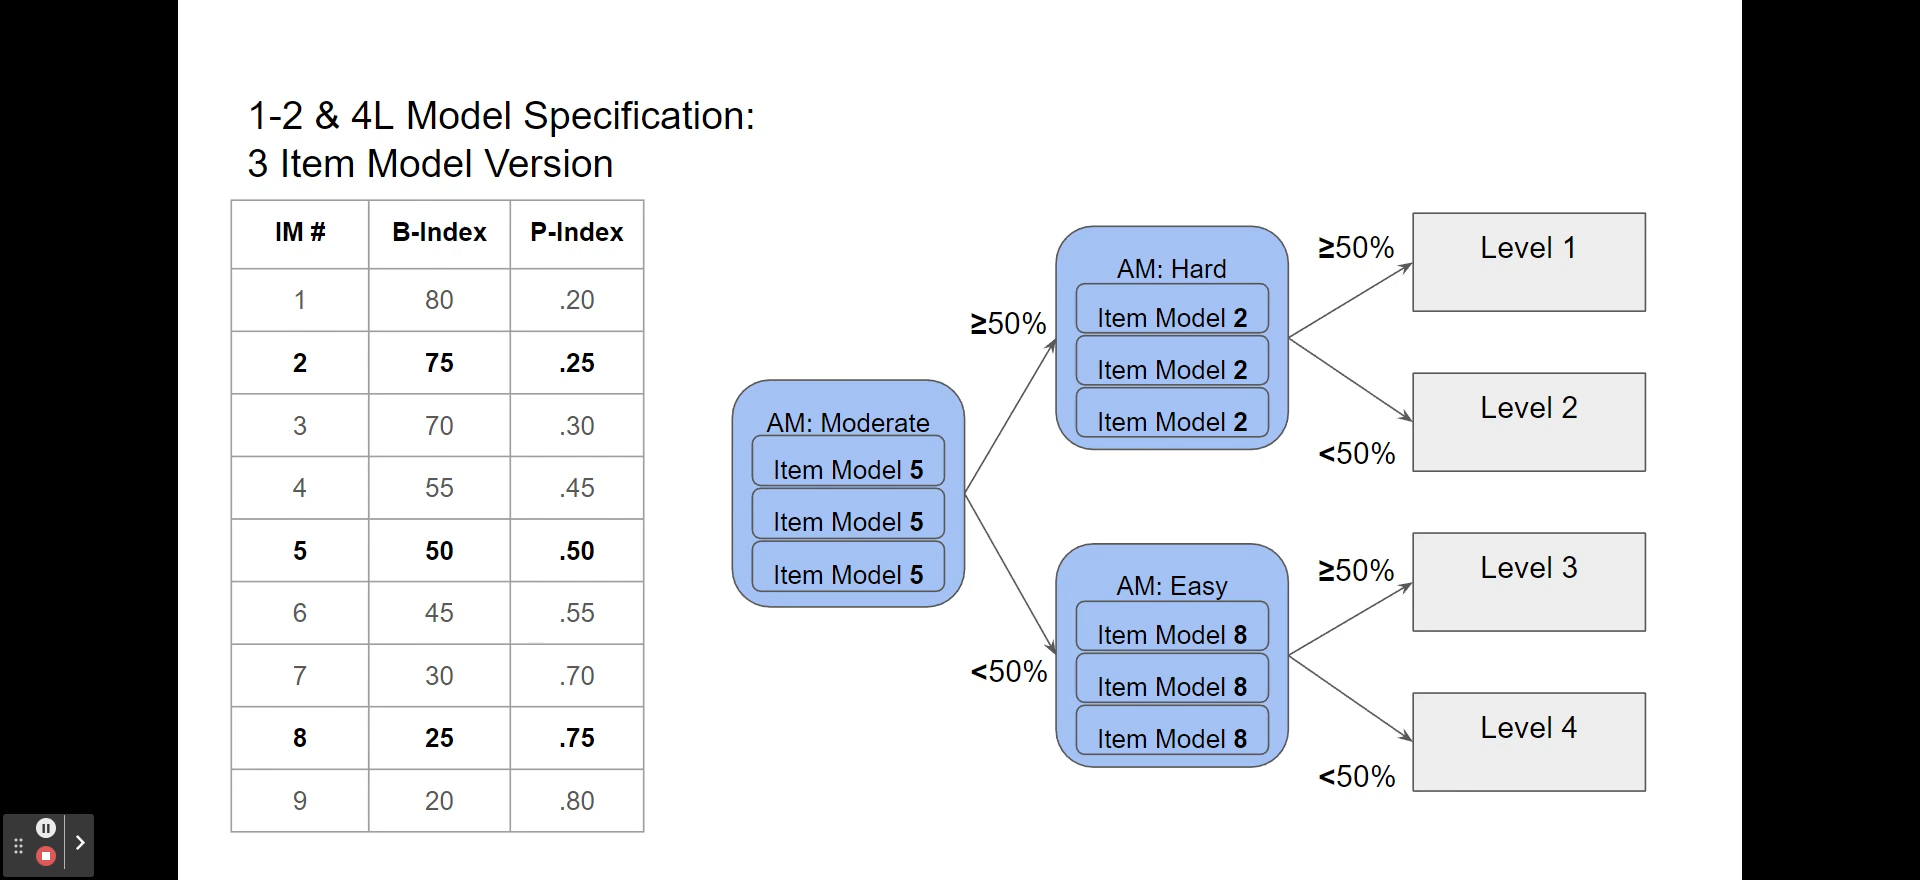 1-2 & 4L Model Specification:
3 Item Model Version
IM # B-Index P-Index
1 80 .20
2 75 .25
3 70 .30
4 55 .45
5 50 .50
6 45 .55
7 30 .70
8 25 .75
9 20 .80
AM: Moderate
Item Model 5
Item Model 5
Item Model 5
≥50%
<50%
AM: Hard
Item Model 2
Item Model 2
Item Model 2
≥50%
<50%
AM: Easy
Item Model 8
Item Model 8
Item Model 8
≥50%
<50%
Level 1
Level 2
Level 3
Level 4